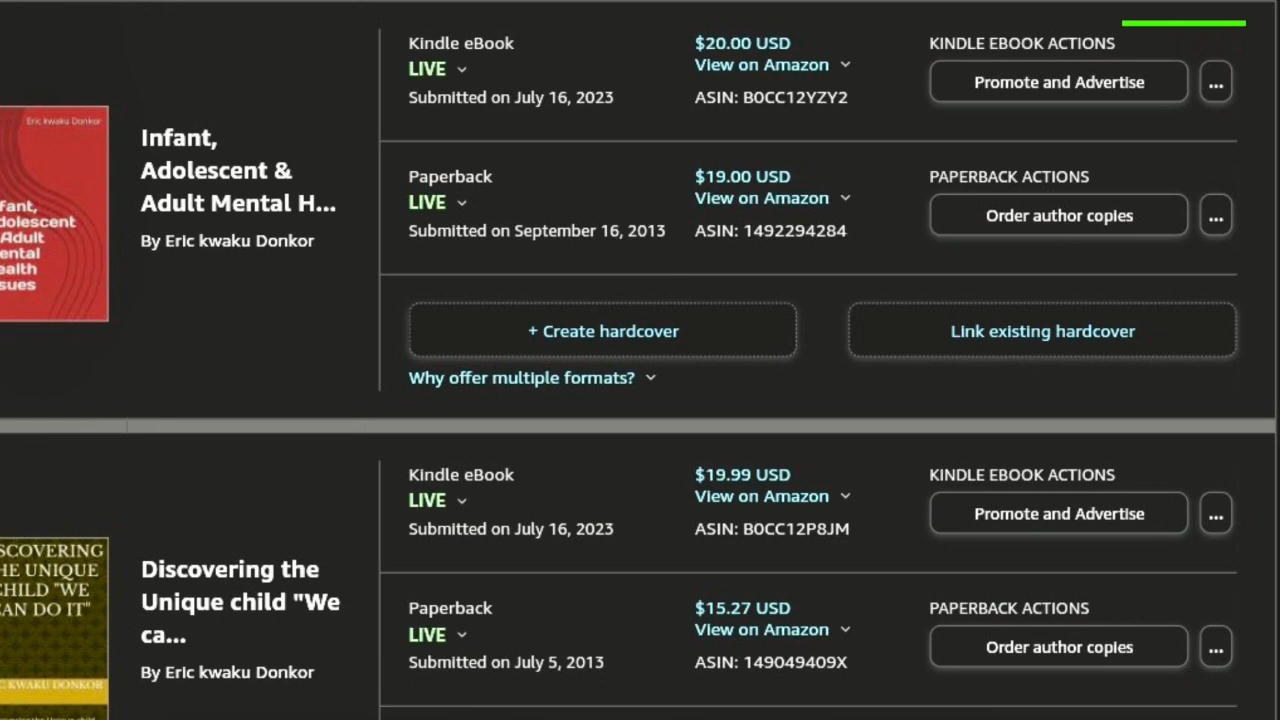 Kindle eBook
LIVE
Submitted on July 16, 2023
$20.00 USD
View on Amazon
ASIN: B0CC12YZY2
KINDLE EBOOK ACTIONS
Promote and Advertise
...
Eric kwaku Donkor
fant,
dolescent
Adult
ental
ealth
sues
Infant,
Adolescent &
Adult Mental H...
By Eric kwaku Donkor
Paperback
LIVE
Submitted on September 16, 2013
$19.00 USD
View on Amazon
ASIN: 1492294284
PAPERBACK ACTIONS
Order author copies
...
+ Create hardcover
Link existing hardcover
Why offer multiple formats?
SCOVERING
HE UNIQUE
CHILD "WE
AN DO IT"
C KWAKU DONKOR
Discovering the
Unique child "We
ca...
By Eric kwaku Donkor
Kindle eBook
LIVE
Submitted on July 16, 2023
$19.99 USD
View on Amazon
ASIN: B0CC12P8JM
KINDLE EBOOK ACTIONS
Promote and Advertise
...
Paperback
LIVE
Submitted on July 5, 2013
$15.27 USD
View on Amazon
ASIN: 149049409X
PAPERBACK ACTIONS
Order author copies
...